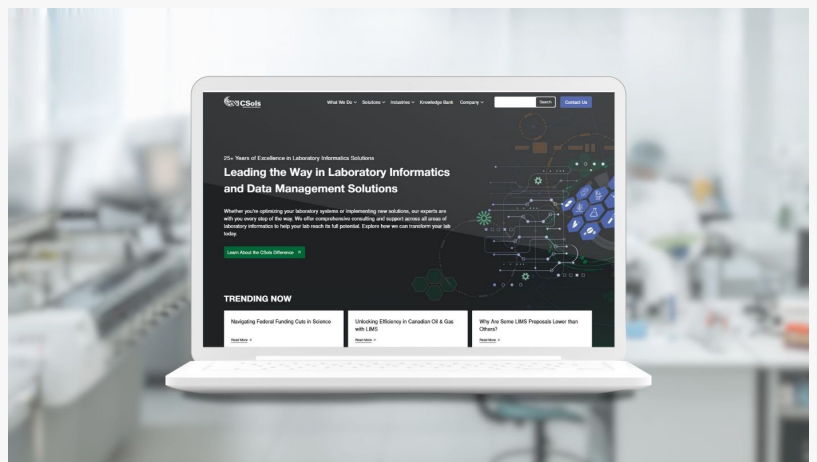 CSols
What We Do
Solutions
Industries
Knowledge Bank
Company
Search
Contact Us
25+ Years of Excellence in Laboratory Informatics Solutions
Leading the Way in Laboratory Informatics
and Data Management Solutions
Whether you're optimizing your laboratory systems or implementing new solutions, our experts are
with you every step of the way. We offer comprehensive consulting and support across all areas of
laboratory informatics to help your lab reach its full potential. Explore how we can transform your lab
today.
Learn About the CSols Difference
TRENDING NOW
Navigating Federal Funding Cuts in Science
Read More
Unlocking Efficiency in Canadian Oil & Gas
with LIMS
Read More
Why Are Some LIMS Proposals Lower than
Others?
Read More